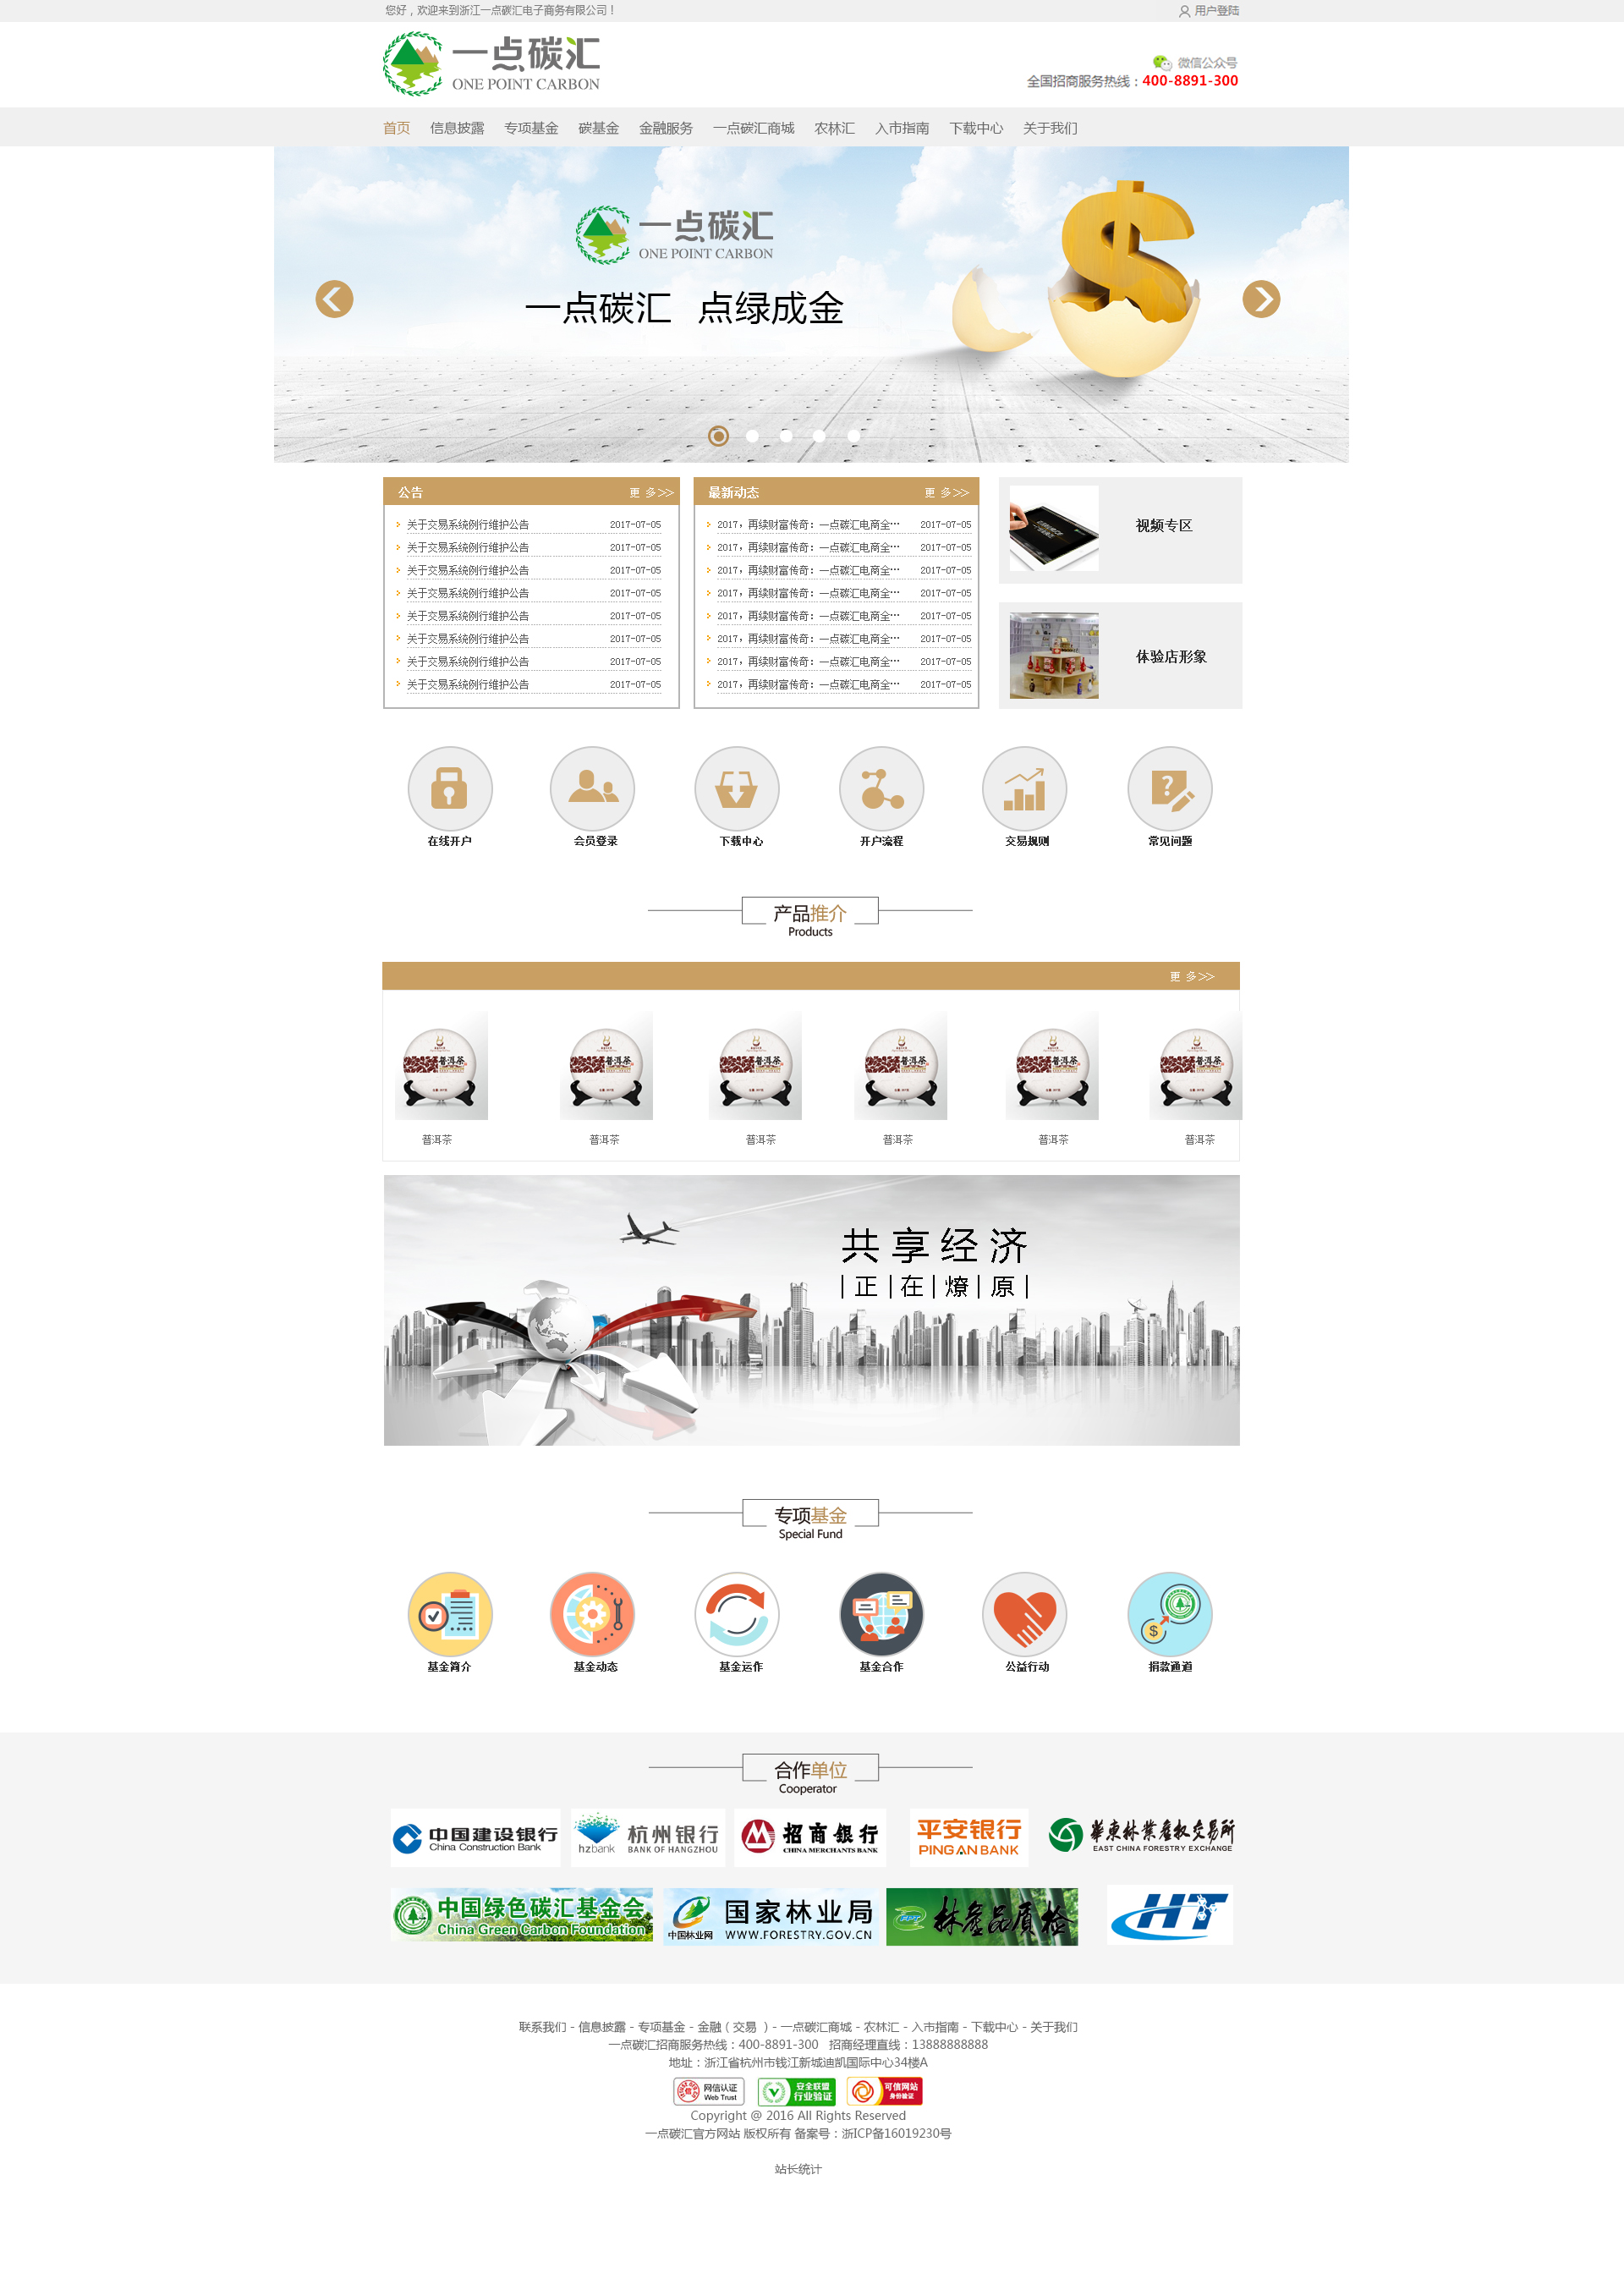 您好，欢迎来到浙江一点碳汇电子商务有限公司！
用户登陆
一点碳汇
ONE POINT CARBON
微信公众号
全国招商服务热线：400-8891-300
首页 信息披露 专项基金 碳基金 金融服务 一点碳汇商城 农林汇 入市指南 下载中心 关于我们
一点碳汇
ONE POINT CARBON
一点碳汇 点绿成金
公告 更 多>>
关于交易系统例行维护公告 2017-07-05
关于交易系统例行维护公告 2017-07-05
关于交易系统例行维护公告 2017-07-05
关于交易系统例行维护公告 2017-07-05
关于交易系统例行维护公告 2017-07-05
关于交易系统例行维护公告 2017-07-05
关于交易系统例行维护公告 2017-07-05
关于交易系统例行维护公告 2017-07-05
最新动态 更 多>>
2017，再续财富传奇：一点碳汇电商全… 2017-07-05
2017，再续财富传奇：一点碳汇电商全… 2017-07-05
2017，再续财富传奇：一点碳汇电商全… 2017-07-05
2017，再续财富传奇：一点碳汇电商全… 2017-07-05
2017，再续财富传奇：一点碳汇电商全… 2017-07-05
2017，再续财富传奇：一点碳汇电商全… 2017-07-05
2017，再续财富传奇：一点碳汇电商全… 2017-07-05
2017，再续财富传奇：一点碳汇电商全… 2017-07-05
视频专区
体验店形象
在线开户 会员登录 下载中心 开户流程 交易规则 常见问题
产品推介
Products
更 多>>
普洱茶 普洱茶 普洱茶 普洱茶 普洱茶 普洱茶
普洱茶 普洱茶 普洱茶 普洱茶 普洱茶 普洱茶
共享经济
|正|在|燎|原|
专项基金
Special Fund
基金简介 基金动态 基金运作 基金合作 公益行动 捐款通道
合作单位
Cooperator
中国建设银行
China Construction Bank
杭州银行
hzbank BANK OF HANGZHOU
招商银行
CHINA MERCHANTS BANK
平安银行
PING AN BANK
華東林業產权交易所
EAST CHINA FORESTRY EXCHANGE
中国绿色碳汇基金会
China Green Carbon Foundation
国家林业局
中国林业网 WWW.FORESTRY.GOV.CN
林产品质检
HT
联系我们 - 信息披露 - 专项基金 - 金融（交易 ）- 一点碳汇商城 - 农林汇 - 入市指南 - 下载中心 - 关于我们
一点碳汇招商服务热线：400-8891-300 招商经理直线：13888888888
地址：浙江省杭州市钱江新城迪凯国际中心34楼A
网信认证
Web Trust
安全联盟
行业验证
可信网站
身份验证
Copyright @ 2016 All Rights Reserved
一点碳汇官方网站 版权所有 备案号：浙ICP备16019230号
站长统计